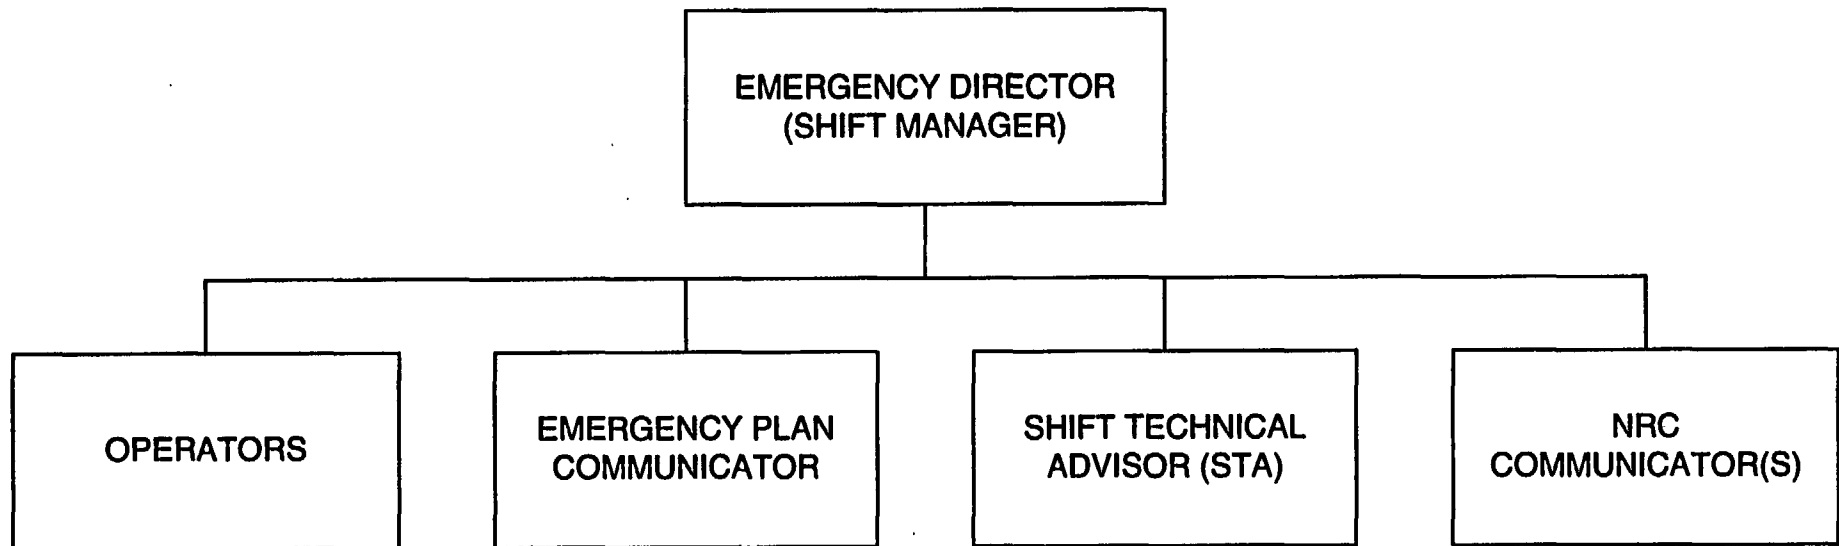 EMERGENCY DIRECTOR
(SHIFT MANAGER)
OPERATORS
EMERGENCY PLAN
COMMUNICATOR
SHIFT TECHNICAL
ADVISOR (STA)
NRC
COMMUNICATOR(S)